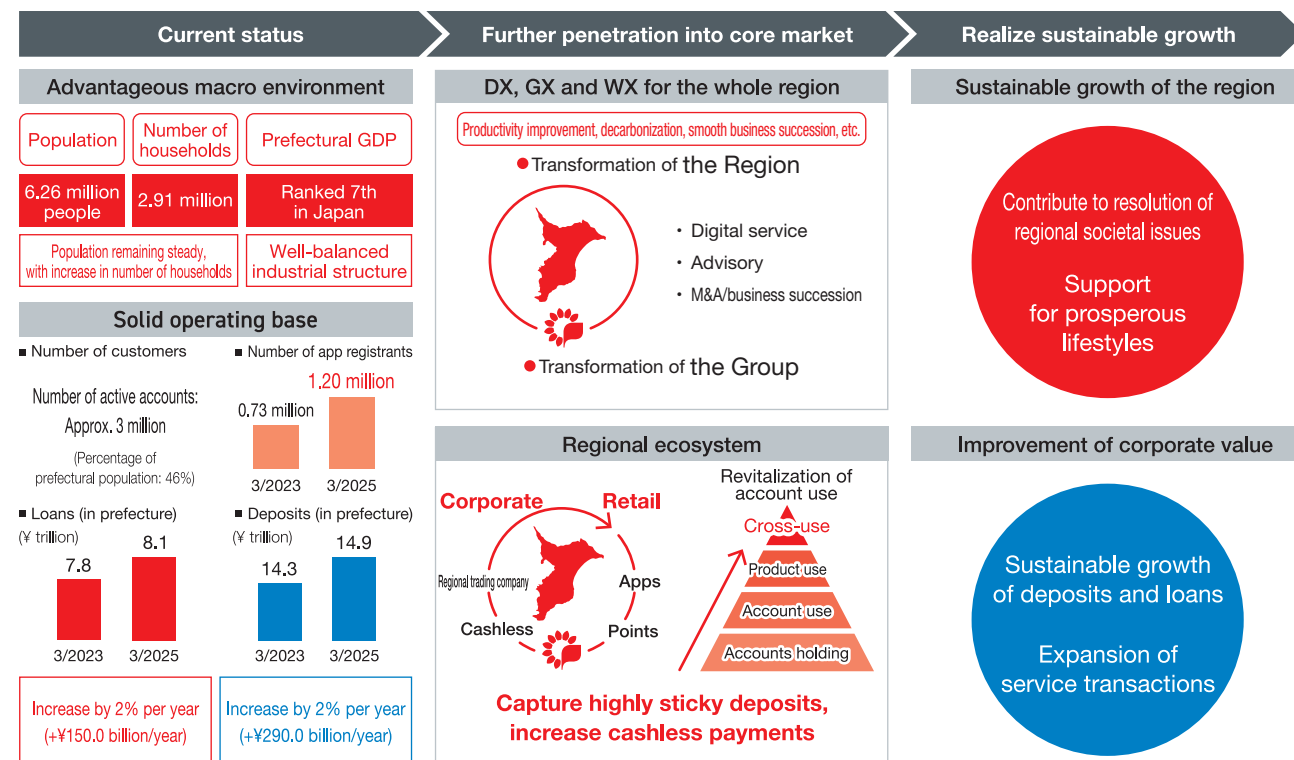 Current status
Further penetration into core market
Realize sustainable growth
Advantageous macro environment
Population
Number of
households
Prefectural GDP
6.26 million
people
2.91 million
Ranked 7th
in Japan
Population remaining steady,
with increase in number of households
Well-balanced
industrial structure
Solid operating base
■ Number of customers
Number of active accounts:
Approx. 3 million
(Percentage of
prefectural population: 46%)
■ Number of app registrants
1.20 million
0.73 million
3/2023
3/2025
■ Loans (in prefecture)
(¥ trillion)
7.8
8.1
3/2023
3/2025
■ Deposits (in prefecture)
(¥ trillion)
14.3
14.9
3/2023
3/2025
Increase by 2% per year
(+¥150.0 billion/year)
Increase by 2% per year
(+¥290.0 billion/year)
DX, GX and WX for the whole region
Productivity improvement, decarbonization, smooth business succession, etc.
● Transformation of the Region
• Digital service
• Advisory
• M&A/business succession
● Transformation of the Group
Regional ecosystem
Corporate
Retail
Regional trading company
Apps
Cashless
Points
Revitalization of
account use
Cross-use
Product use
Account use
Accounts holding
Capture highly sticky deposits,
increase cashless payments
Sustainable growth of the region
Contribute to resolution of
regional societal issues
Support
for prosperous
lifestyles
Improvement of corporate value
Sustainable growth
of deposits and loans
Expansion of
service transactions